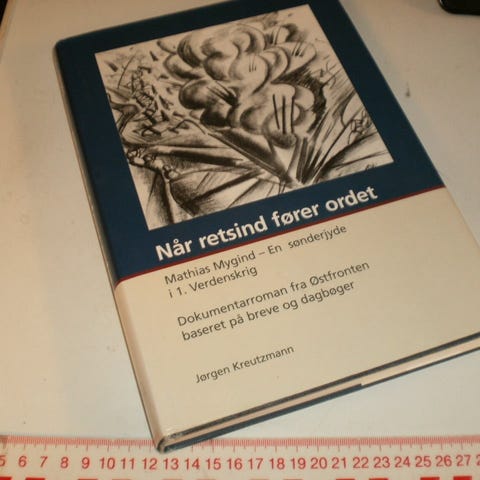 Når retsind fører ordet
Mathias Mygind – En sønderjyde
i 1. Verdenskrig
Dokumentarroman fra Østfronten
baseret på breve og dagbøger
Jørgen Kreutzmann
5 6 7 8 9 10 11 12 13 14 15 16 17 18 19 20 21 22 23 24 25 26 27